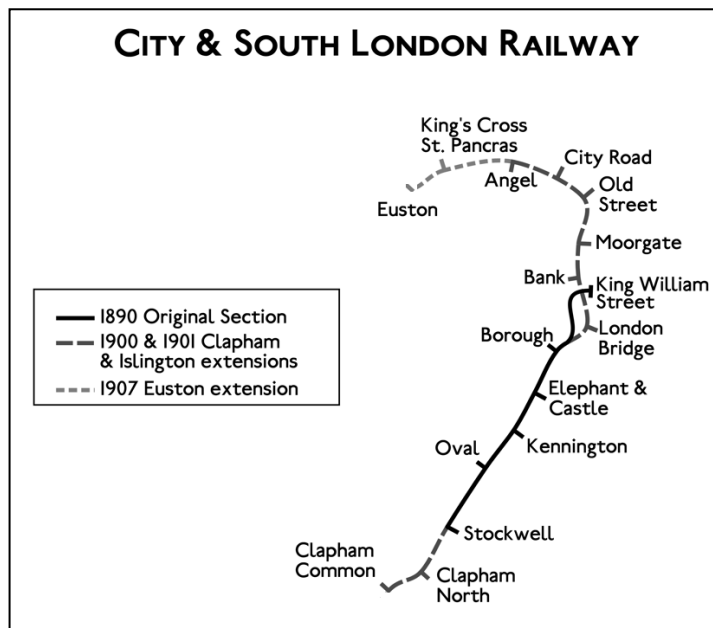 CITY & SOUTH LONDON RAILWAY
King's Cross
St. Pancras
City Road
Angel
Old
Street
Euston
Moorgate
Bank
King William
Street
1890 Original Section
1900 & 1901 Clapham
& Islington extensions
1907 Euston extension
Borough
London
Bridge
Elephant &
Castle
Oval
Kennington
Stockwell
Clapham
Common
Clapham
North